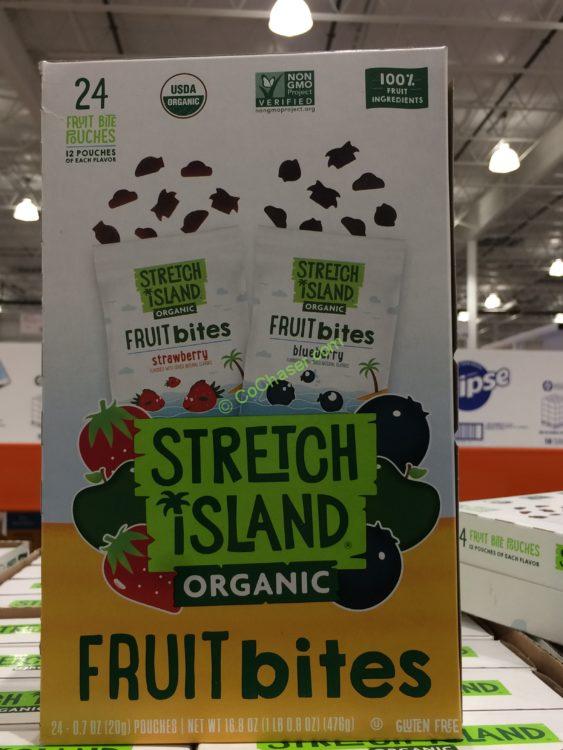 24
FRUIT BITE
POUCHES
12 POUCHES
OF EACH FLAVOR
USDA
ORGANIC
NON
GMO
Project
VERIFIED
nongmoproject.org
100%
FRUIT
INGREDIENTS
STRETCH
ISLAND
ORGANIC
FRUIT bites
strawberry
STRETCH
ISLAND
ORGANIC
FRUIT bites
blueberry
© CoChaser.com
STRETCH
ISLAND®
ORGANIC
FRUIT bites
24 - 0.7 OZ (20g) POUCHES | NET WT 16.8 OZ (1 LB 0.8 OZ) (476g)
GLUTEN FREE
ipse
4 FRUIT BITE POUCHES
12 POUCHES OF EACH FLAVOR
STRETCH ISLAND